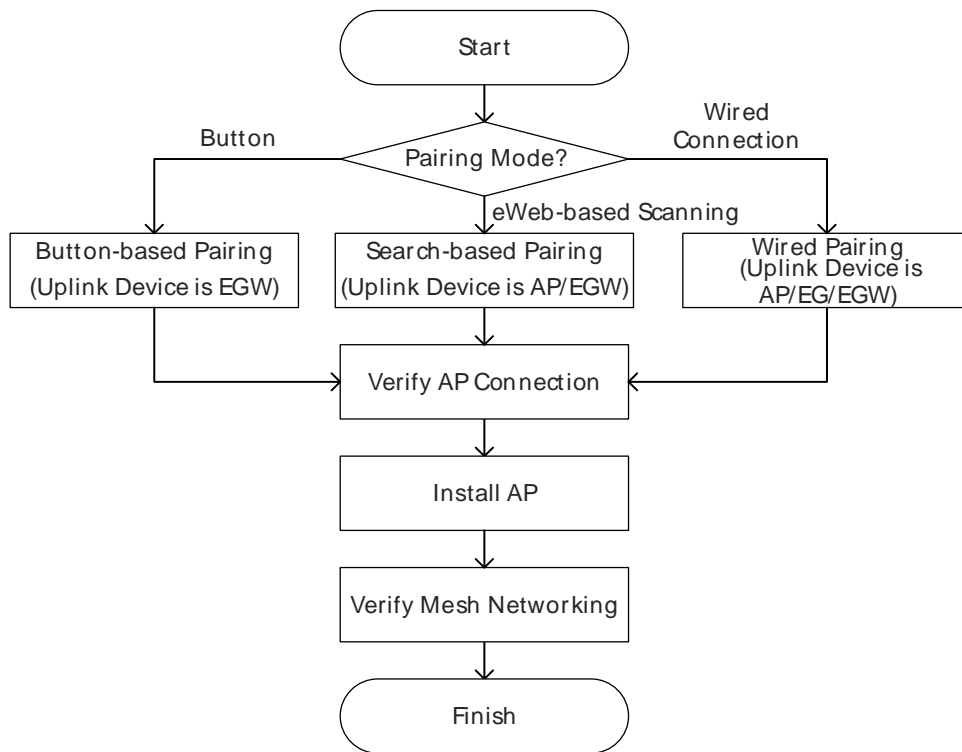 Start
Pairing Mode?
Button
Wired
Connection
eWeb-based Scanning
Button-based Pairing
(Uplink Device is EGW)
Search-based Pairing
(Uplink Device is AP/EGW)
Wired Pairing
(Uplink Device is
AP/EG/EGW)
Verify AP Connection
Install AP
Verify Mesh Networking
Finish